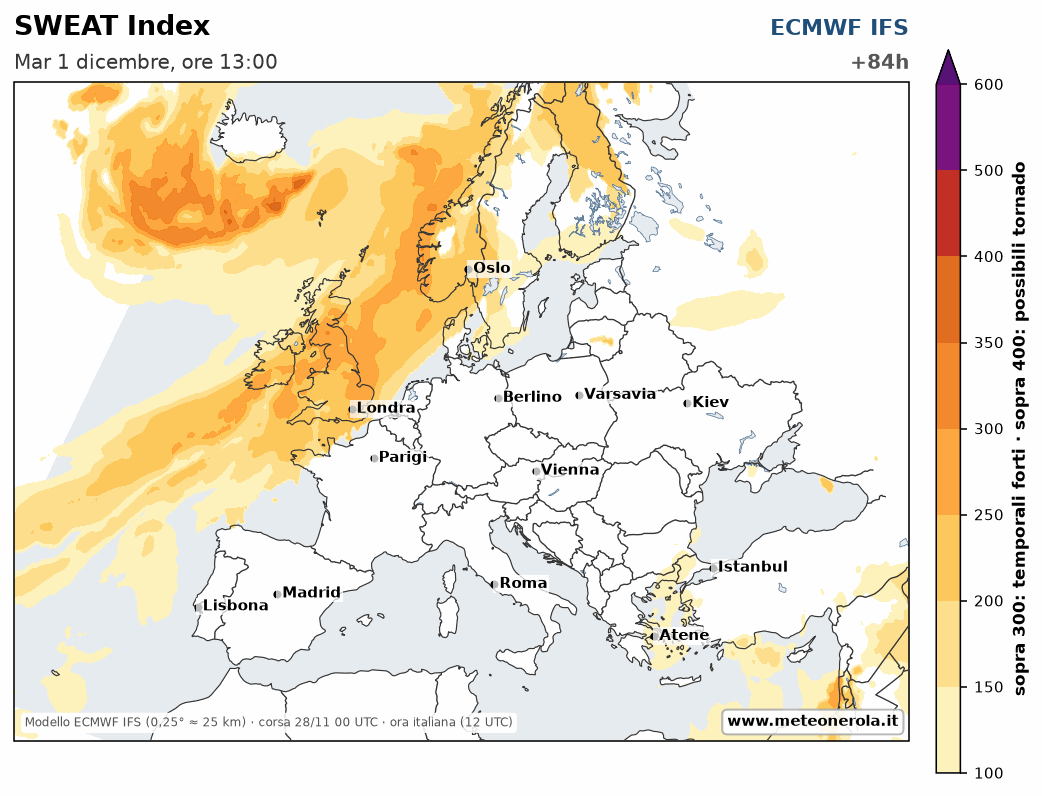 SWEAT Index
ECMWF IFS
Mar 1 dicembre, ore 13:00
+84h
600
500
400
350
300
250
200
150
100
sopra 300: temporali forti · sopra 400: possibili tornado
Oslo
Berlino
Varsavia
Kiev
Londra
Parigi
Vienna
Istanbul
Roma
Madrid
Lisbona
Atene
Modello ECMWF IFS (0,25° ≈ 25 km) · corsa 28/11 00 UTC · ora italiana (12 UTC)
www.meteonerola.it